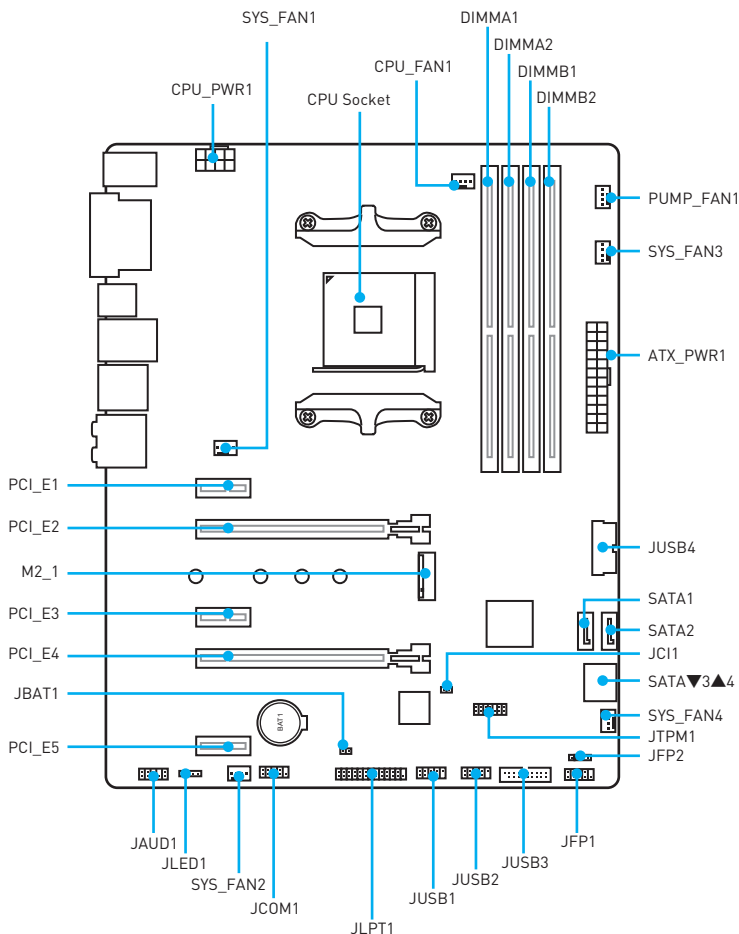 SYS_FAN1
DIMMA1
DIMMA2
CPU_FAN1
DIMMB1
CPU_PWR1
CPU Socket
DIMMB2
PUMP_FAN1
SYS_FAN3
ATX_PWR1
PCI_E1
PCI_E2
JUSB4
M2_1
SATA1
PCI_E3
SATA2
PCI_E4
JCI1
SATA▼3▲4
JBAT1
BAT1
SYS_FAN4
PCI_E5
JTPM1
JFP2
JAUD1
JFP1
JLED1
JUSB3
SYS_FAN2
JUSB2
JCOM1
JUSB1
JLPT1